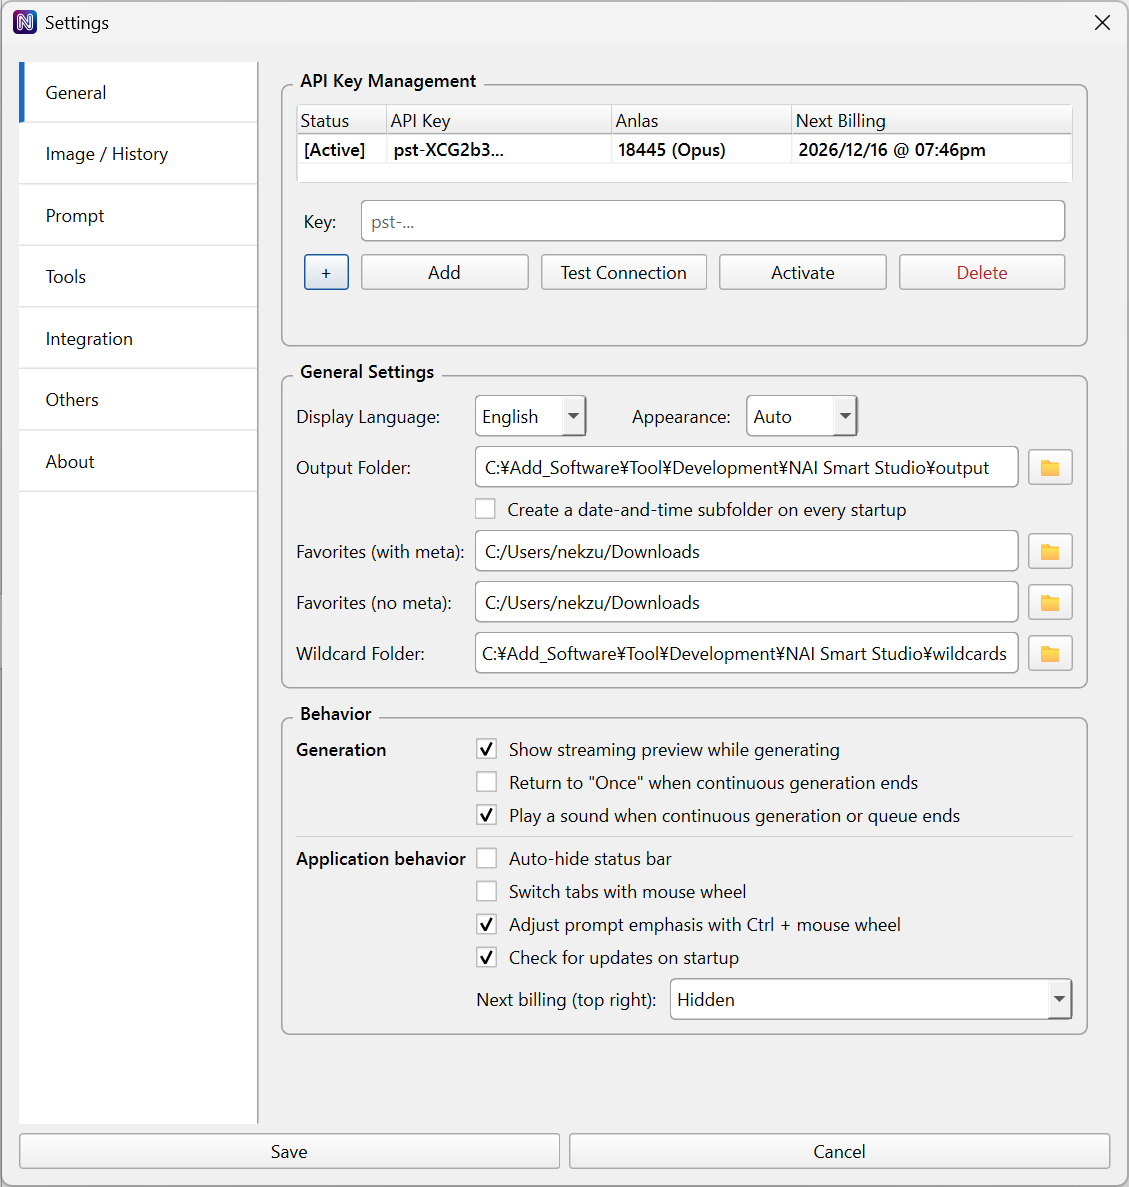 Settings
General
Image / History
Prompt
Tools
Integration
Others
About
API Key Management
Status API Key Anlas Next Billing
[Active] pst-XCG2b3... 18445 (Opus) 2026/12/16 @ 07:46pm
Key: pst-...
+ Add Test Connection Activate Delete
General Settings
Display Language: English Appearance: Auto
Output Folder: C:¥Add_Software¥Tool¥Development¥NAI Smart Studio¥output
Create a date-and-time subfolder on every startup
Favorites (with meta): C:/Users/nekzu/Downloads
Favorites (no meta): C:/Users/nekzu/Downloads
Wildcard Folder: C:¥Add_Software¥Tool¥Development¥NAI Smart Studio¥wildcards
Behavior
Generation Show streaming preview while generating
Return to "Once" when continuous generation ends
Play a sound when continuous generation or queue ends
Application behavior Auto-hide status bar
Switch tabs with mouse wheel
Adjust prompt emphasis with Ctrl + mouse wheel
Check for updates on startup
Next billing (top right): Hidden
Save Cancel